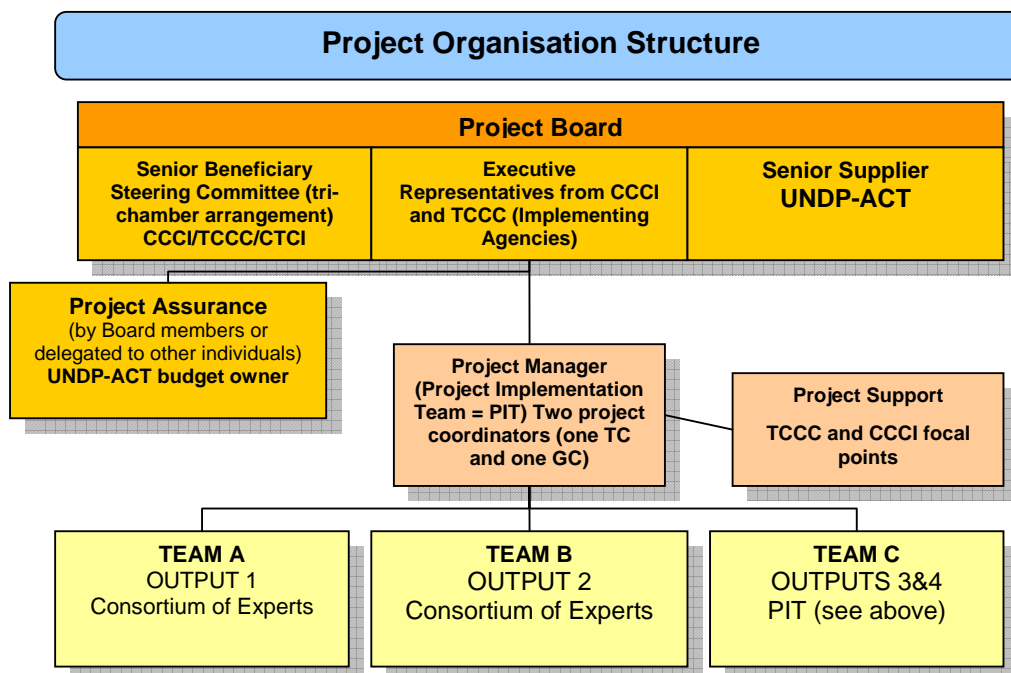 Project Organisation Structure
Project Board
Senior Beneficiary
Steering Committee (tri-
chamber arrangement)
CCCI/TCCC/CTCI
Executive
Representatives from CCCI
and TCCC (Implementing
Agencies)
Senior Supplier
UNDP-ACT
Project Assurance
(by Board members or
delegated to other individuals)
UNDP-ACT budget owner
Project Manager
(Project Implementation
Team = PIT) Two project
coordinators (one TC
and one GC)
Project Support
TCCC and CCCI focal
points
TEAM A
OUTPUT 1
Consortium of Experts
TEAM B
OUTPUT 2
Consortium of Experts
TEAM C
OUTPUTS 3&4
PIT (see above)